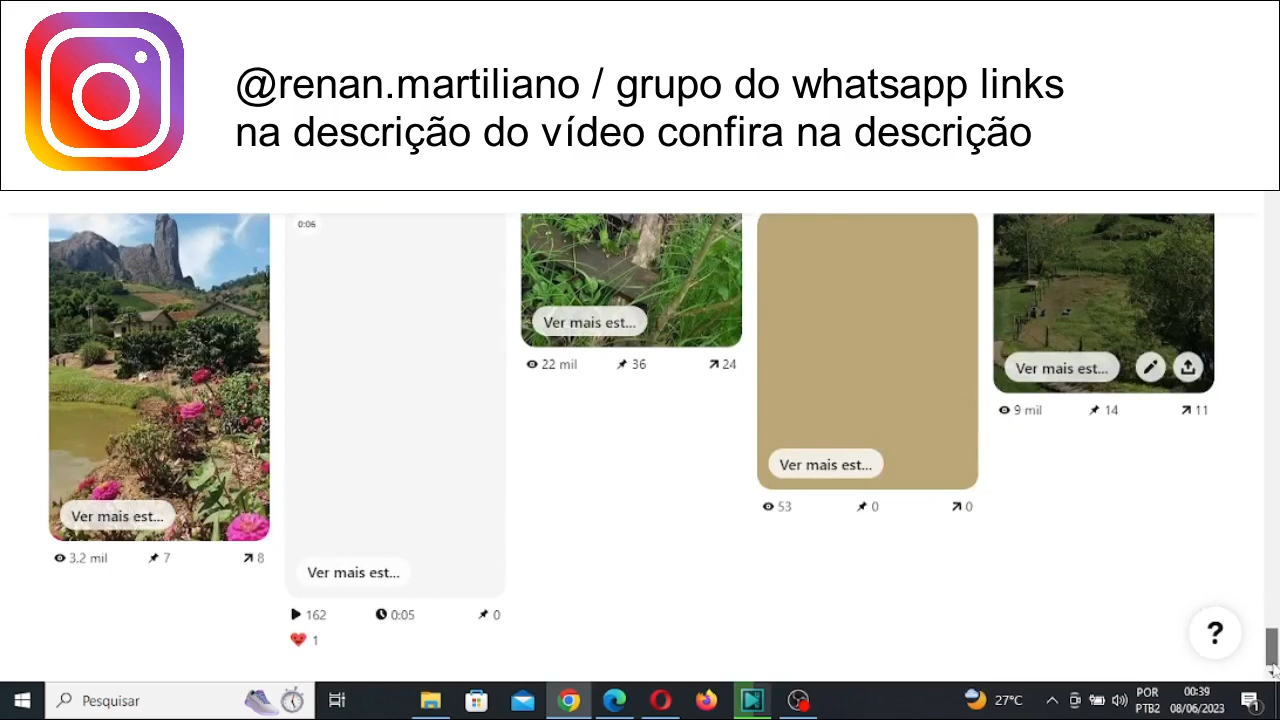 @renan.martiliano / grupo do whatsapp links
na descrição do vídeo confira na descrição
0:06
Ver mais est...
3.2 mil 7 8
Ver mais est...
162 0:05 0
1
Ver mais est...
22 mil 36 24
Ver mais est...
53 0 0
Ver mais est...
9 mil 14 11
?
Pesquisar
27°C
POR
PTB2
00:39
08/06/2023
1